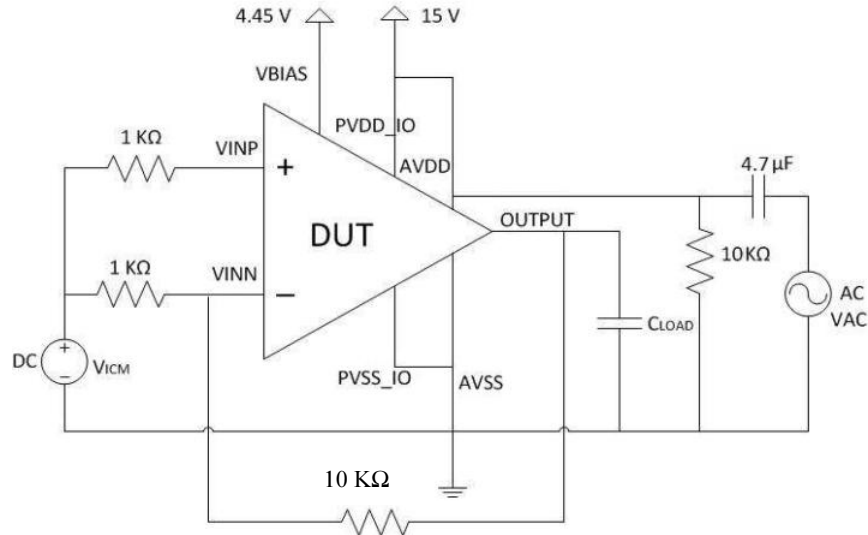 4.45 V
15 V
VBIAS
PVDD_IO
1 KΩ
VINP
AVDD
4.7 µF
+
DUT
OUTPUT
1 KΩ
VINN
10KΩ
−
AC
VAC
CLOAD
DC
+
−
VICM
PVSS_IO
AVSS
10 KΩ